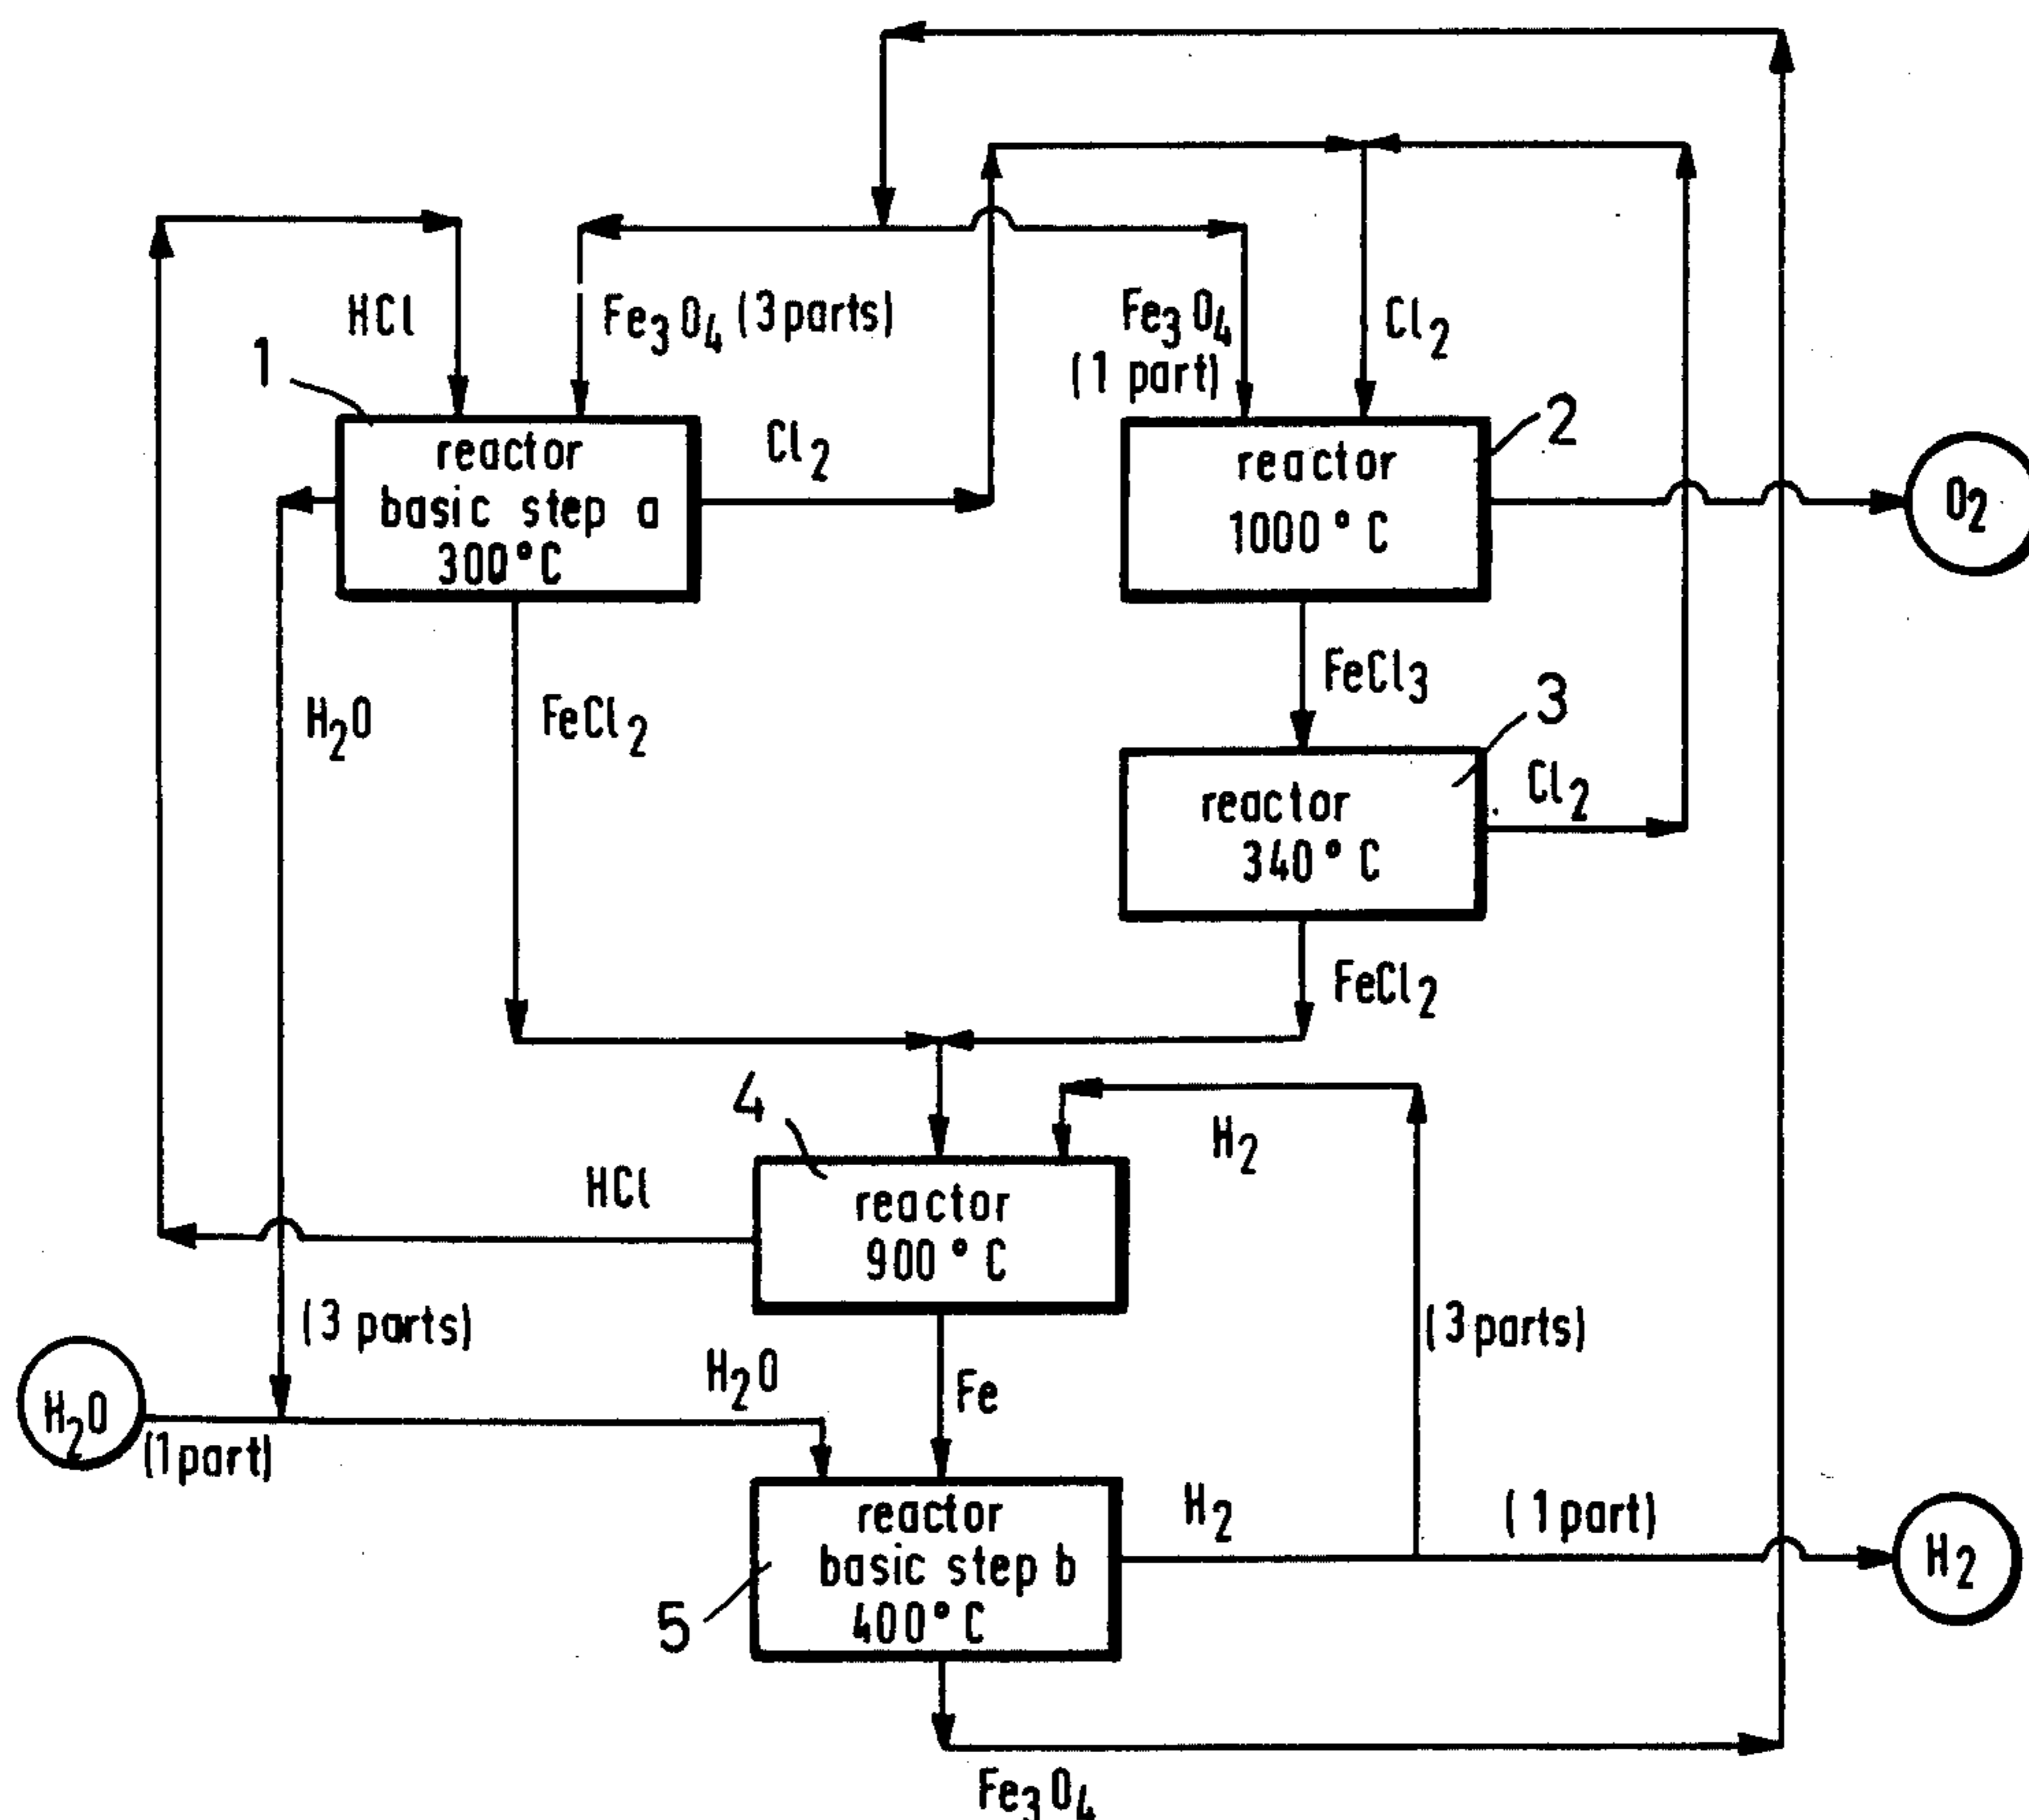 HCl
Fe3O4 (3 parts)
Fe3O4
(1 part)
Cl2
1
reactor
basic step a
300°C
Cl2
2
reactor
1000°C
O2
H2O
FeCl2
FeCl3
3
reactor
340°C
Cl2
FeCl2
4
H2
HCl
reactor
900°C
(3 parts)
(3 parts)
H2O
(1 part)
H2O
Fe
5
reactor
basic step b
400°C
H2
(1 part)
H2
Fe3O4